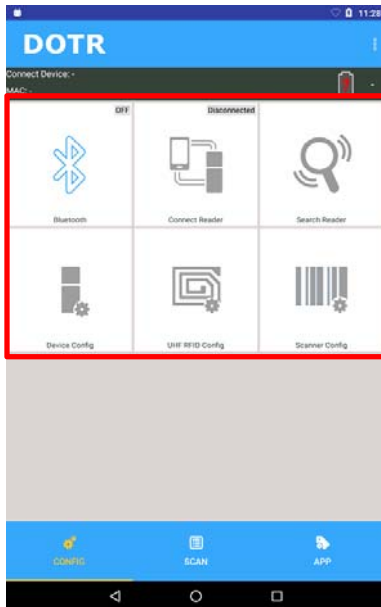 11:28
DOTR
Connect Device: -
MAC: -
-
OFF
Disconnected
Bluetooth
Connect Reader
Search Reader
Device Config
UHF RFID Config
Scanner Config
CONFIG
SCAN
APP